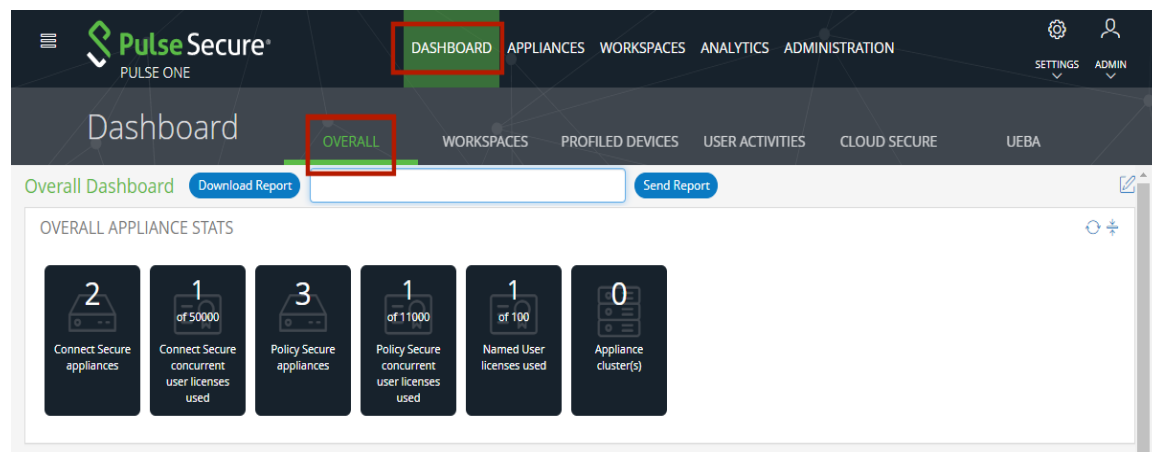 Pulse Secure®
PULSE ONE
DASHBOARD APPLIANCES WORKSPACES ANALYTICS ADMINISTRATION
SETTINGS
ADMIN
Dashboard
OVERALL WORKSPACES PROFILED DEVICES USER ACTIVITIES CLOUD SECURE UEBA
Overall Dashboard Download Report Send Report
OVERALL APPLIANCE STATS
2
Connect Secure
appliances
1
of 50000
Connect Secure
concurrent
user licenses
used
3
Policy Secure
appliances
1
of 11000
Policy Secure
concurrent
user licenses
used
1
of 100
Named User
licenses used
0
Appliance
cluster(s)